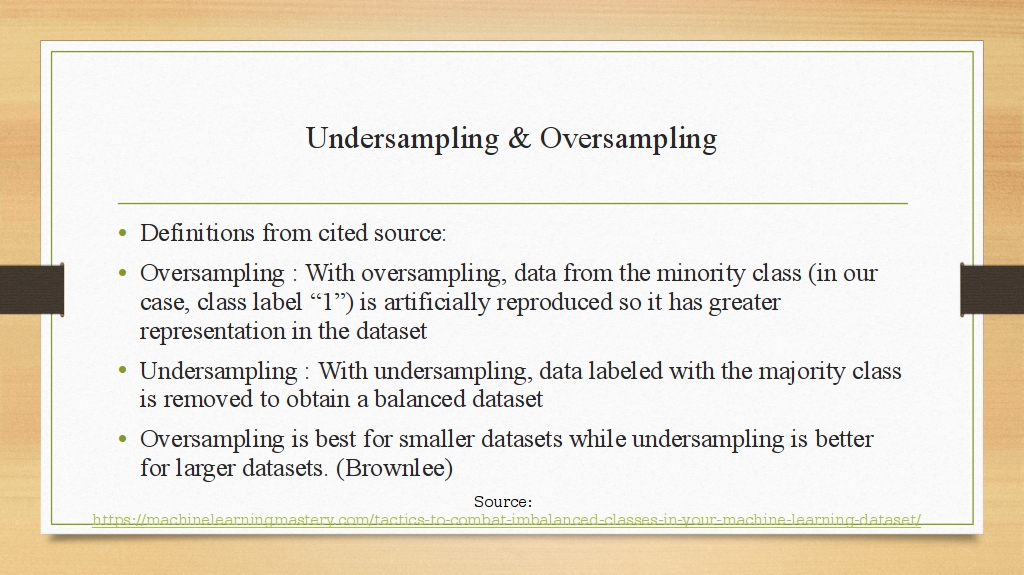 Undersampling & Oversampling
• Definitions from cited source:
• Oversampling : With oversampling, data from the minority class (in our
case, class label “1”) is artificially reproduced so it has greater
representation in the dataset
• Undersampling : With undersampling, data labeled with the majority class
is removed to obtain a balanced dataset
• Oversampling is best for smaller datasets while undersampling is better
for larger datasets. (Brownlee)
Source:
https://machinelearningmastery.com/tactics-to-combat-imbalanced-classes-in-your-machine-learning-dataset/